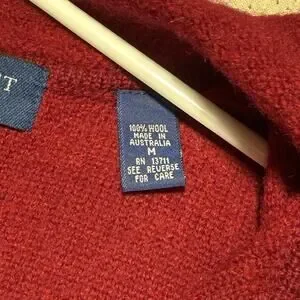 T
100% WOOL
MADE IN
AUSTRALIA
M
RN 13711
SEE REVERSE
FOR CARE